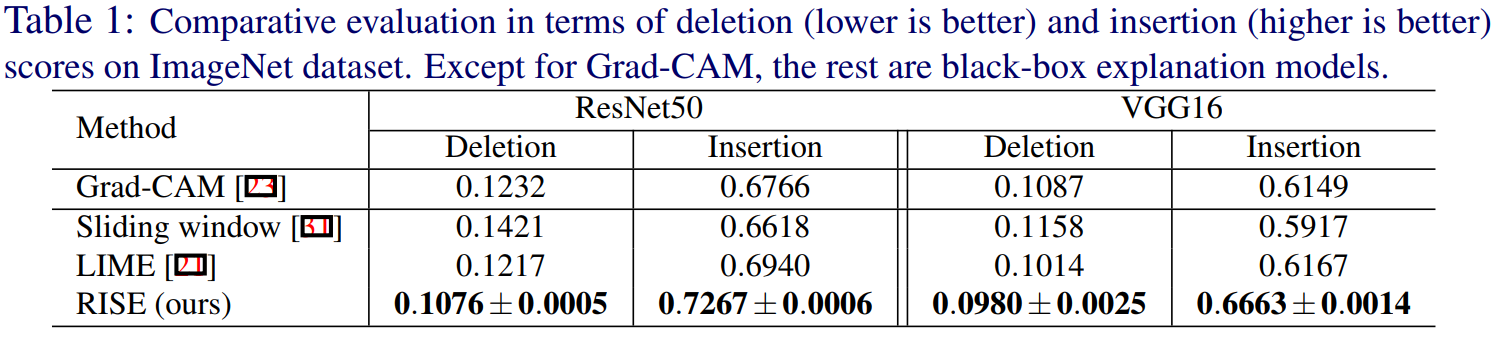 Table 1: Comparative evaluation in terms of deletion (lower is better) and insertion (higher is better)
scores on ImageNet dataset. Except for Grad-CAM, the rest are black-box explanation models.
Method ResNet50 VGG16
Deletion Insertion Deletion Insertion
Grad-CAM [23] 0.1232 0.6766 0.1087 0.6149
Sliding window [31] 0.1421 0.6618 0.1158 0.5917
LIME [21] 0.1217 0.6940 0.1014 0.6167
RISE (ours) 0.1076 ± 0.0005 0.7267 ± 0.0006 0.0980 ± 0.0025 0.6663 ± 0.0014